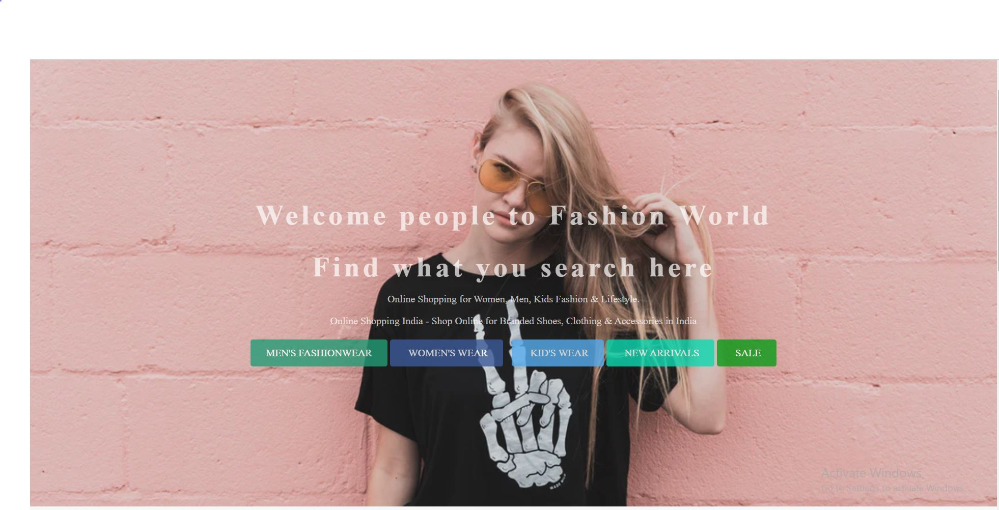 Welcome people to Fashion World
Find what you search here
Online Shopping for Women, Men, Kids Fashion & Lifestyle.
Online Shopping India - Shop Online for Branded Shoes, Clothing & Accessories in India
MEN'S FASHIONWEAR WOMEN'S WEAR KID'S WEAR NEW ARRIVALS SALE
MADE
Activate Windows
Go to Settings to activate Windows.